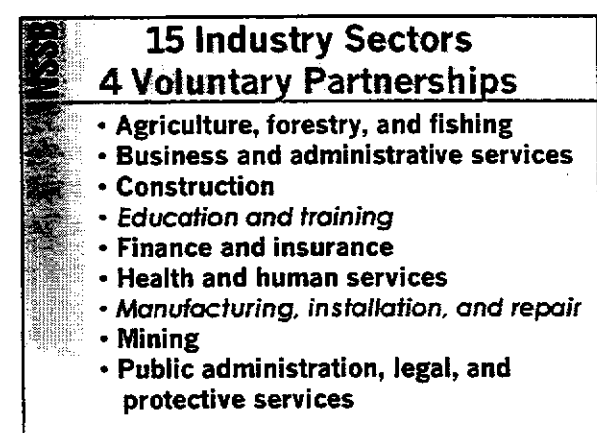 NSSB
15 Industry Sectors
4 Voluntary Partnerships
• Agriculture, forestry, and fishing
• Business and administrative services
• Construction
• Education and training
• Finance and insurance
• Health and human services
• Manufacturing, installation, and repair
• Mining
• Public administration, legal, and
protective services